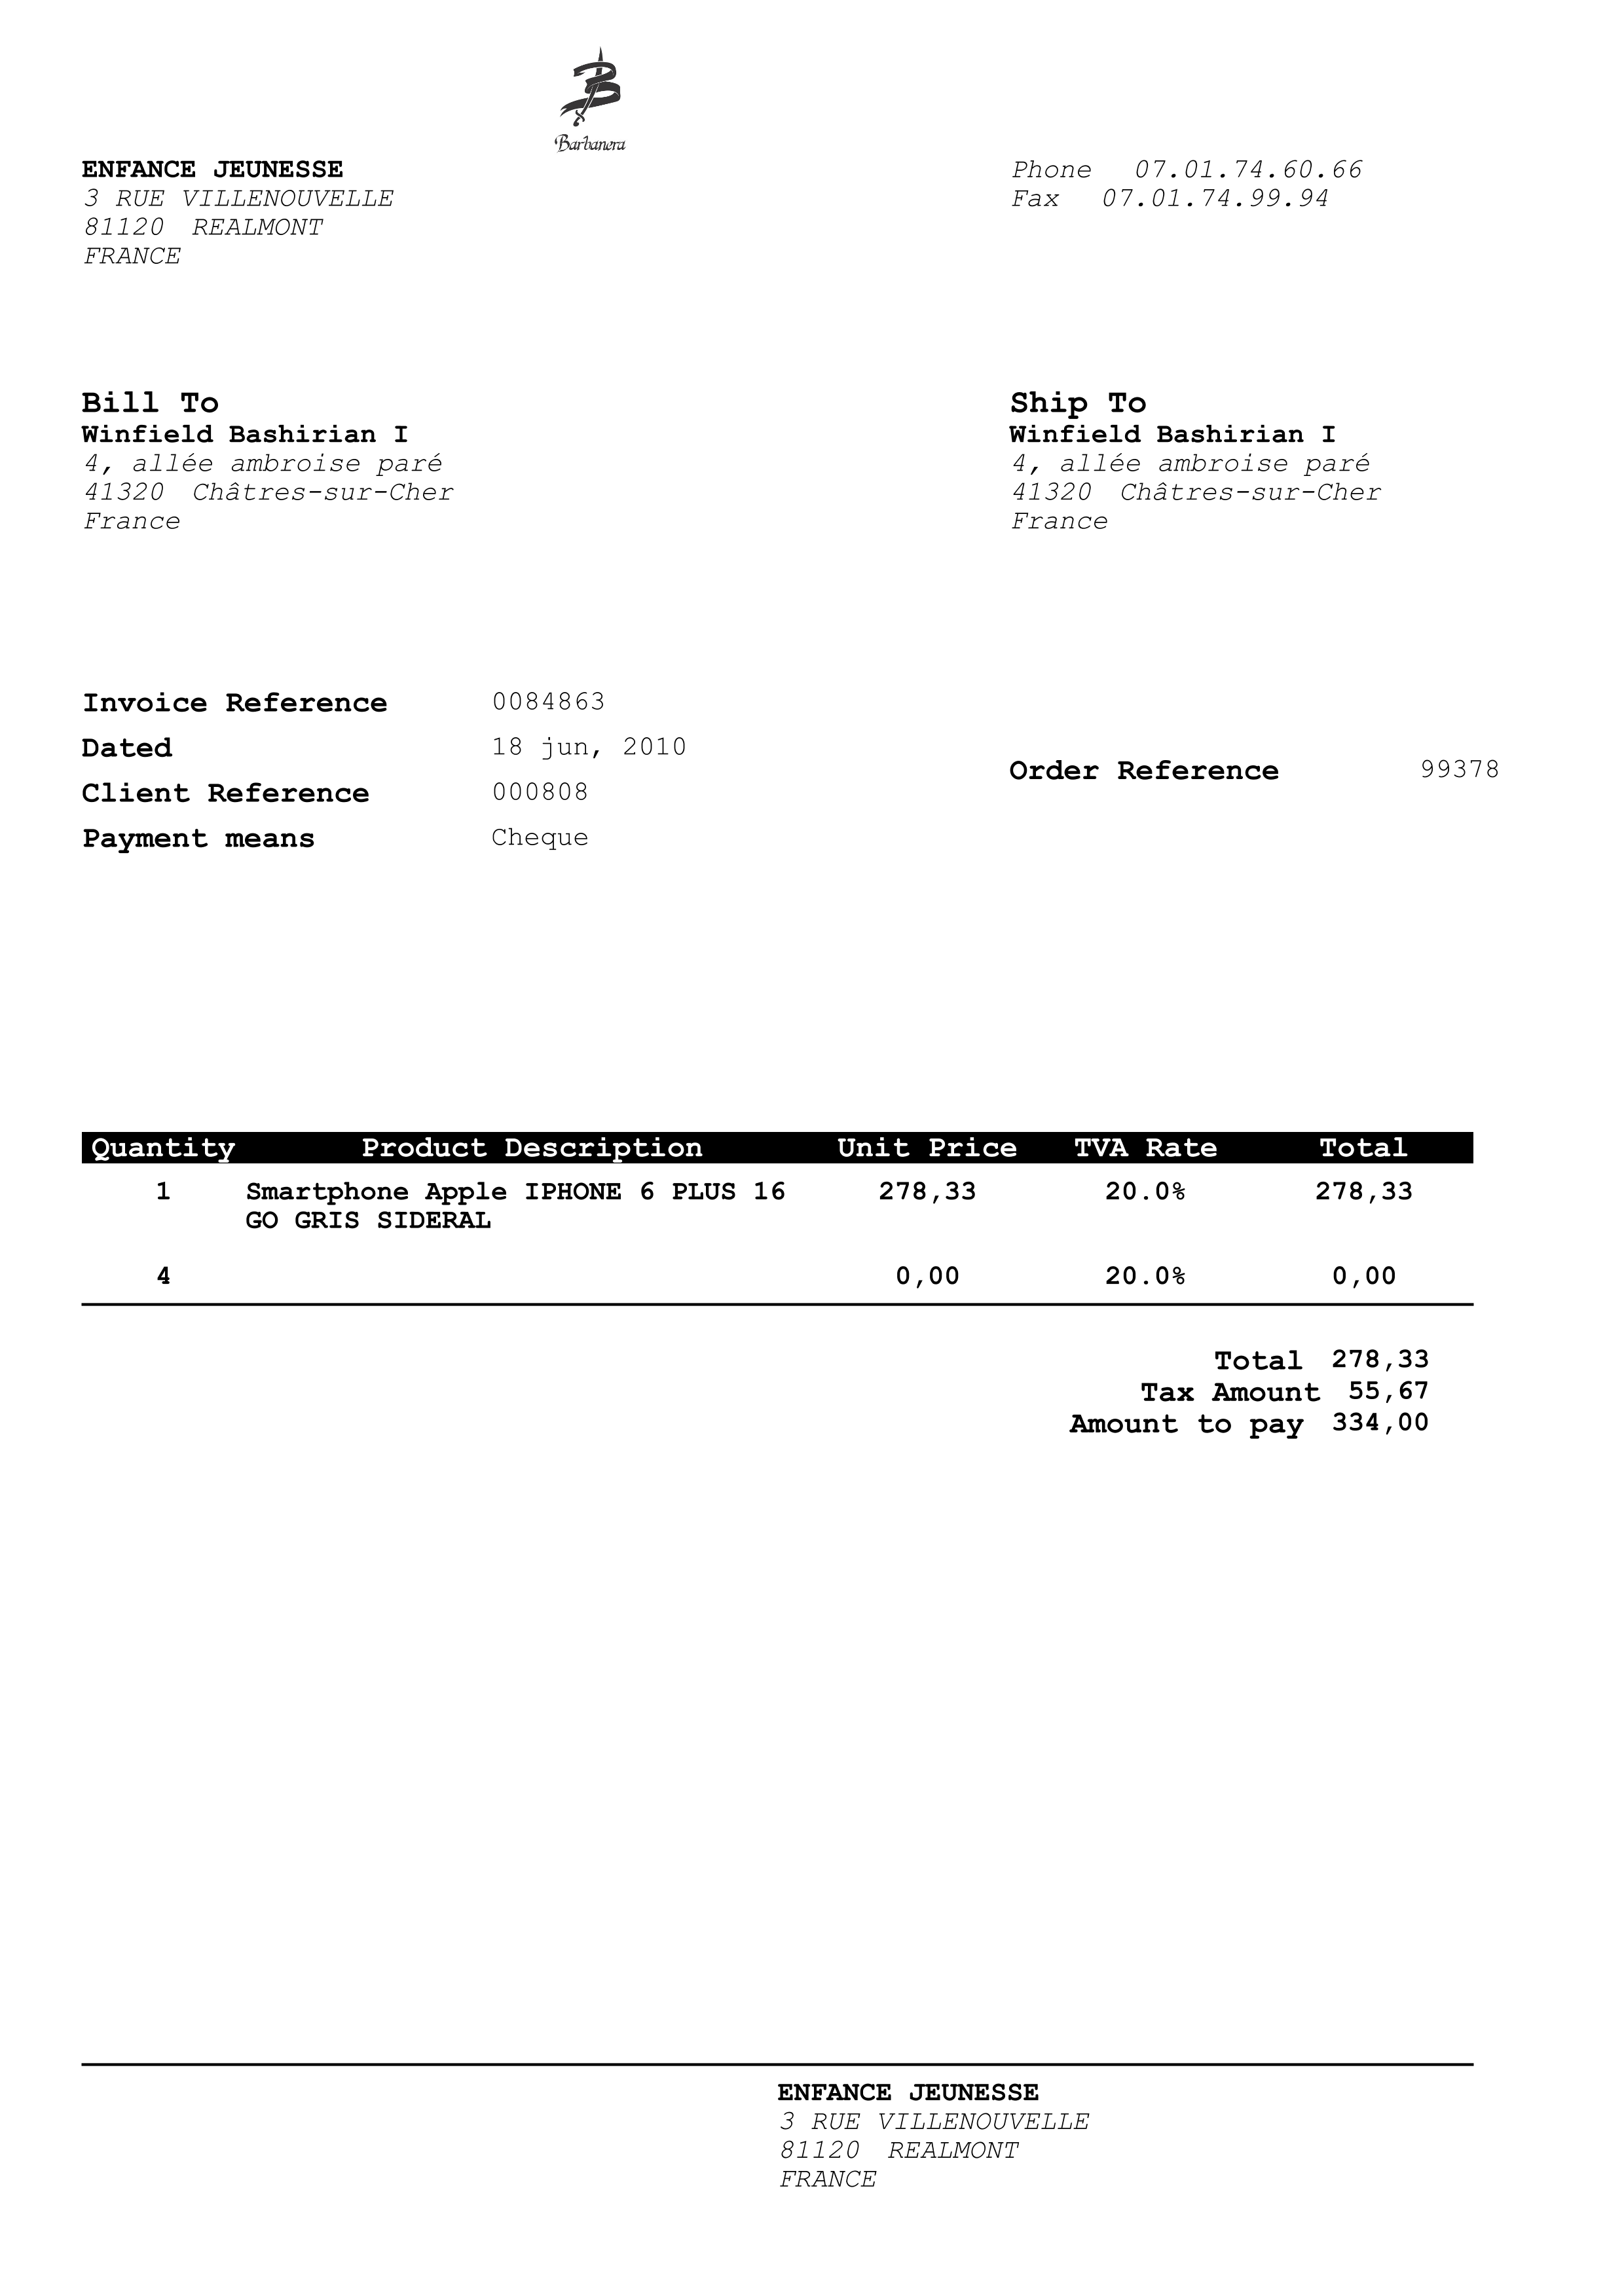 Barbanera
ENFANCE JEUNESSE
3 RUE VILLENOUVELLE
81120 REALMONT
FRANCE
Phone 07.01.74.60.66
Fax 07.01.74.99.94
Bill To
Winfield Bashirian I
4, allée ambroise paré
41320 Châtres-sur-Cher
France
Ship To
Winfield Bashirian I
4, allée ambroise paré
41320 Châtres-sur-Cher
France
Invoice Reference 0084863
Dated 18 jun, 2010
Client Reference 000808
Payment means Cheque
Order Reference 99378
Quantity Product Description Unit Price TVA Rate Total
1 Smartphone Apple IPHONE 6 PLUS 16 278,33 20.0% 278,33
GO GRIS SIDERAL
4 0,00 20.0% 0,00
Total 278,33
Tax Amount 55,67
Amount to pay 334,00
ENFANCE JEUNESSE
3 RUE VILLENOUVELLE
81120 REALMONT
FRANCE